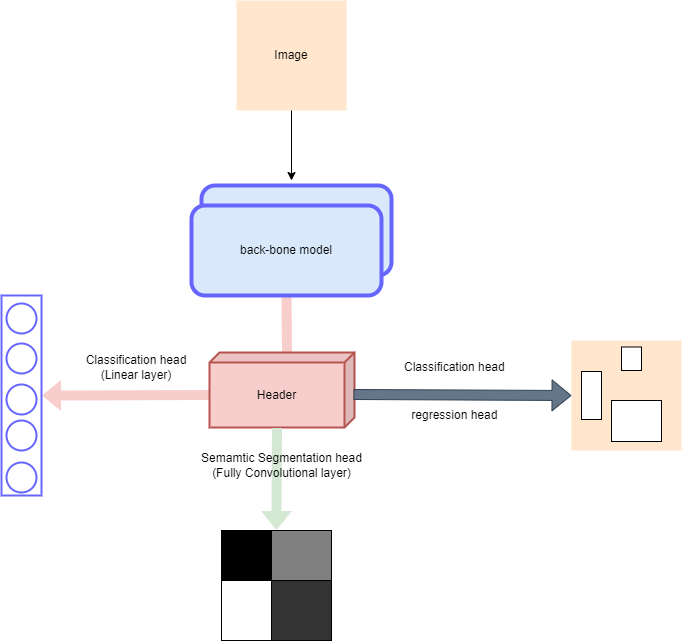 Image
back-bone model
Classification head
(Linear layer)
Header
Classification head
regression head
Semamtic Segmentation head
(Fully Convolutional layer)